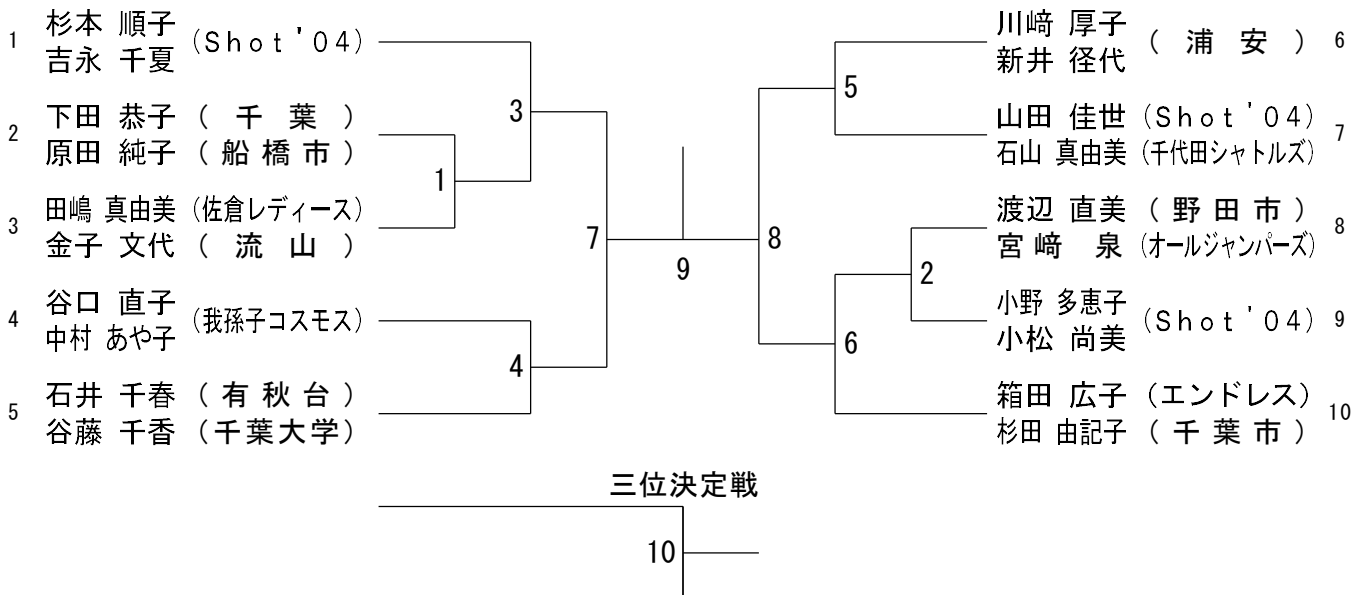 1 杉本 順子 (Shot'04)
吉永 千夏
2 下田 恭子 (千葉)
原田 純子 (船橋市)
3 田嶋 真由美 (佐倉レディース)
金子 文代 (流山)
4 谷口 直子 (我孫子コスモス)
中村 あや子
5 石井 千春 (有秋台)
谷藤 千香 (千葉大学)
1
3
4
7
9
8
5
2
6
川﨑 厚子 (浦安) 6
新井 径代
山田 佳世 (Shot'04) 7
石山 真由美 (千代田シャトルズ)
渡辺 直美 (野田市) 8
宮﨑 泉 (オールジャンパーズ)
小野 多恵子 (Shot'04) 9
小松 尚美
箱田 広子 (エンドレス) 10
杉田 由記子 (千葉市)
三位決定戦
10